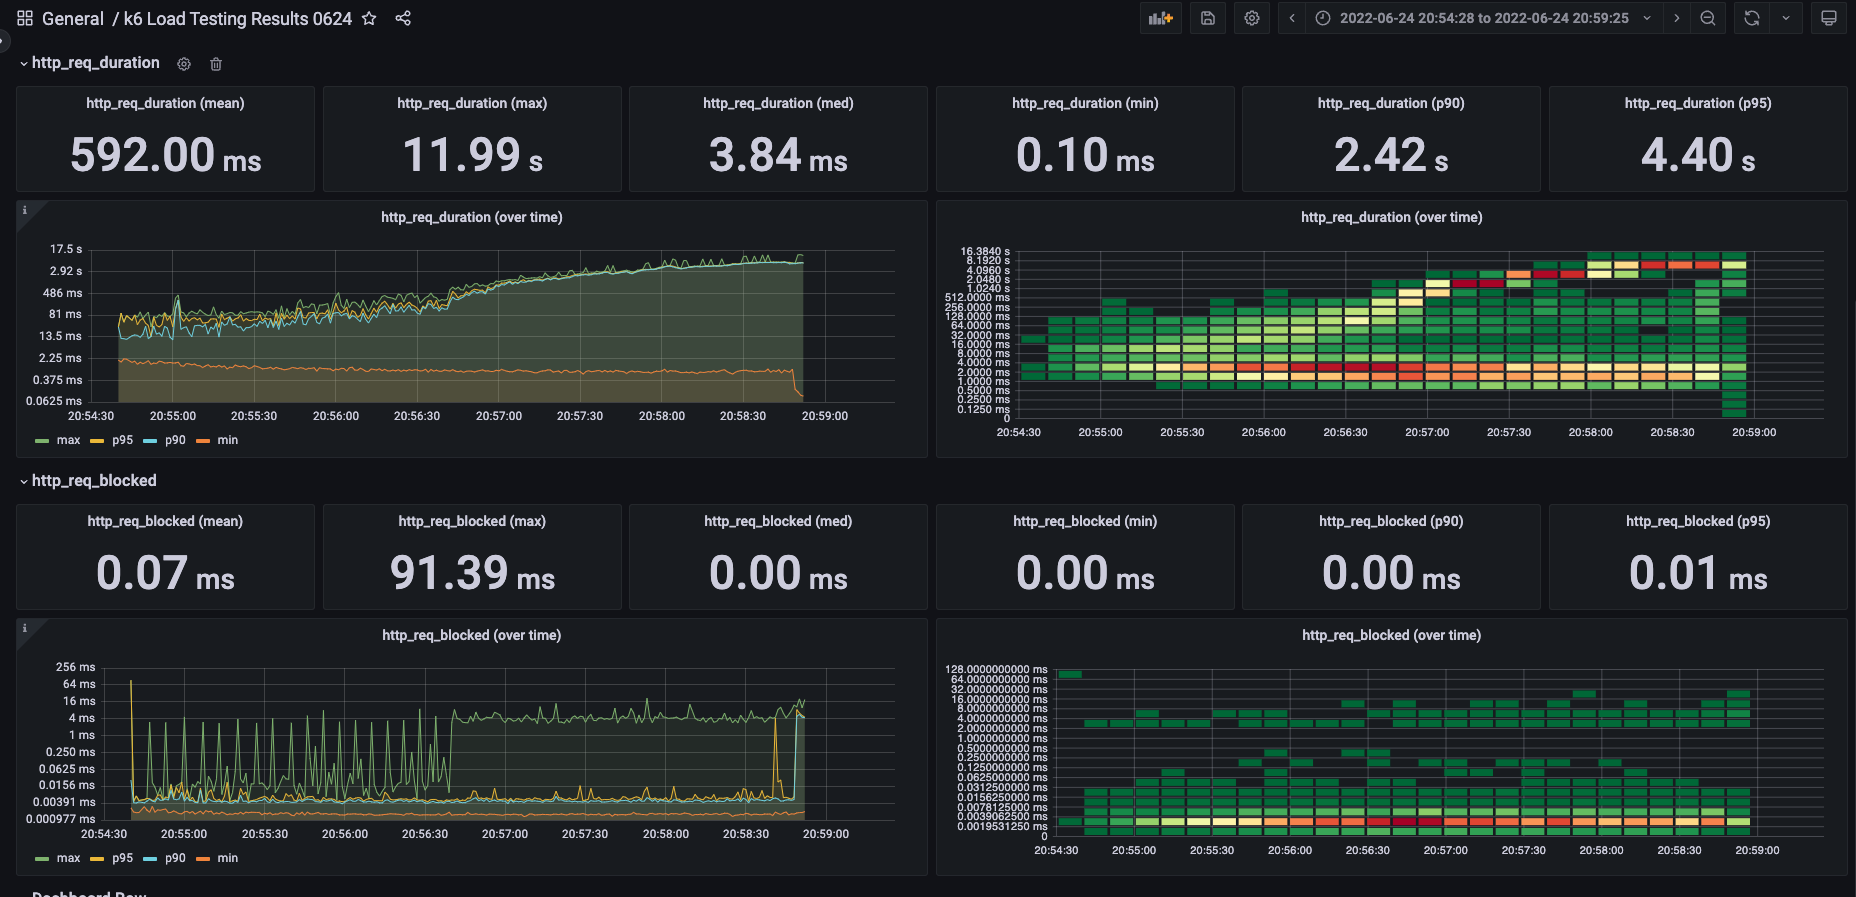 General / k6 Load Testing Results 0624
2022-06-24 20:54:28 to 2022-06-24 20:59:25
http_req_duration
http_req_duration (mean)
592.00 ms
http_req_duration (max)
11.99 s
http_req_duration (med)
3.84 ms
http_req_duration (min)
0.10 ms
http_req_duration (p90)
2.42 s
http_req_duration (p95)
4.40 s
i
http_req_duration (over time)
17.5 s
2.92 s
486 ms
81 ms
13.5 ms
2.25 ms
0.375 ms
0.0625 ms
20:54:30 20:55:00 20:55:30 20:56:00 20:56:30 20:57:00 20:57:30 20:58:00 20:58:30 20:59:00
max p95 p90 min
http_req_duration (over time)
16.3840 s
8.1920 s
4.0960 s
2.0480 s
1.0240 s
512.0000 ms
256.0000 ms
128.0000 ms
64.0000 ms
32.0000 ms
16.0000 ms
8.0000 ms
4.0000 ms
2.0000 ms
1.0000 ms
0.5000 ms
0.2500 ms
0.1250 ms
0
20:54:30 20:55:00 20:55:30 20:56:00 20:56:30 20:57:00 20:57:30 20:58:00 20:58:30 20:59:00
http_req_blocked
http_req_blocked (mean)
0.07 ms
http_req_blocked (max)
91.39 ms
http_req_blocked (med)
0.00 ms
http_req_blocked (min)
0.00 ms
http_req_blocked (p90)
0.00 ms
http_req_blocked (p95)
0.01 ms
i
http_req_blocked (over time)
256 ms
64 ms
16 ms
4 ms
1 ms
0.250 ms
0.0625 ms
0.0156 ms
0.00391 ms
0.000977 ms
20:54:30 20:55:00 20:55:30 20:56:00 20:56:30 20:57:00 20:57:30 20:58:00 20:58:30 20:59:00
max p95 p90 min
http_req_blocked (over time)
128.0000000000 ms
64.0000000000 ms
32.0000000000 ms
16.0000000000 ms
8.0000000000 ms
4.0000000000 ms
2.0000000000 ms
1.0000000000 ms
0.5000000000 ms
0.2500000000 ms
0.1250000000 ms
0.0625000000 ms
0.0312500000 ms
0.0156250000 ms
0.0078125000 ms
0.0039062500 ms
0.0019531250 ms
0
20:54:30 20:55:00 20:55:30 20:56:00 20:56:30 20:57:00 20:57:30 20:58:00 20:58:30 20:59:00
Dashboard Row